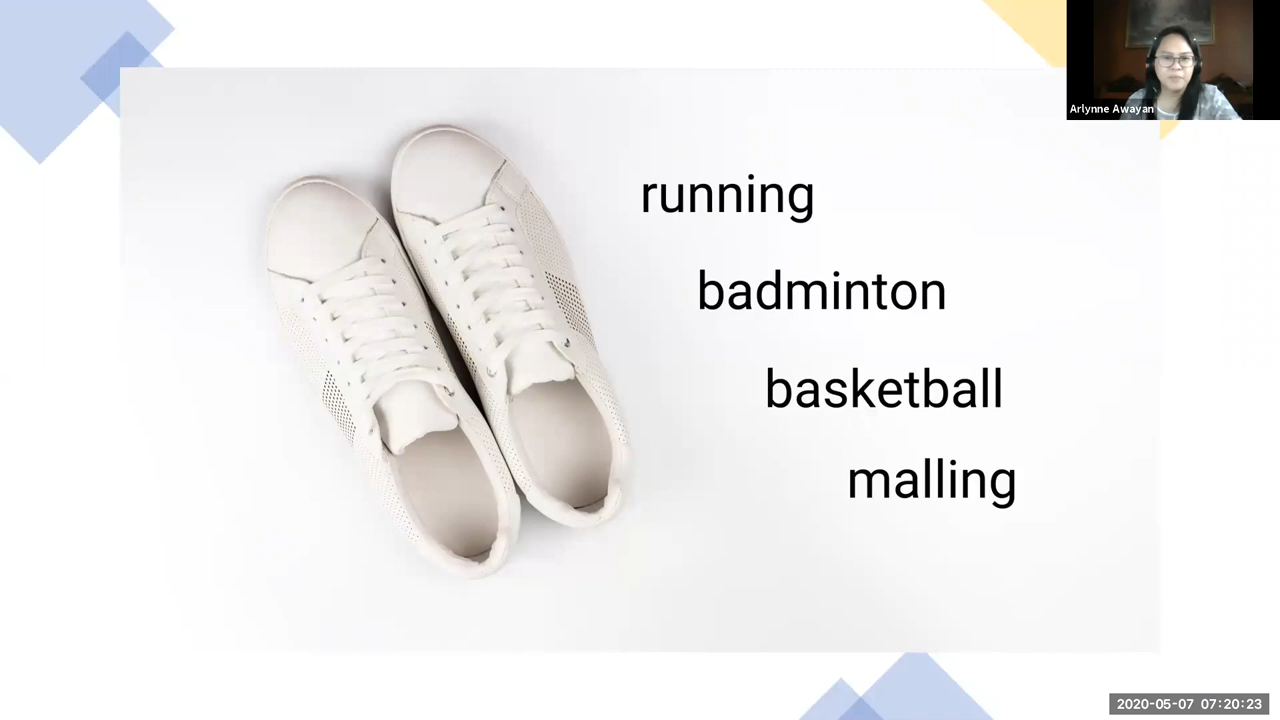 Arlynne Awayan
running
badminton
basketball
malling
2020-05-07 07:20:23